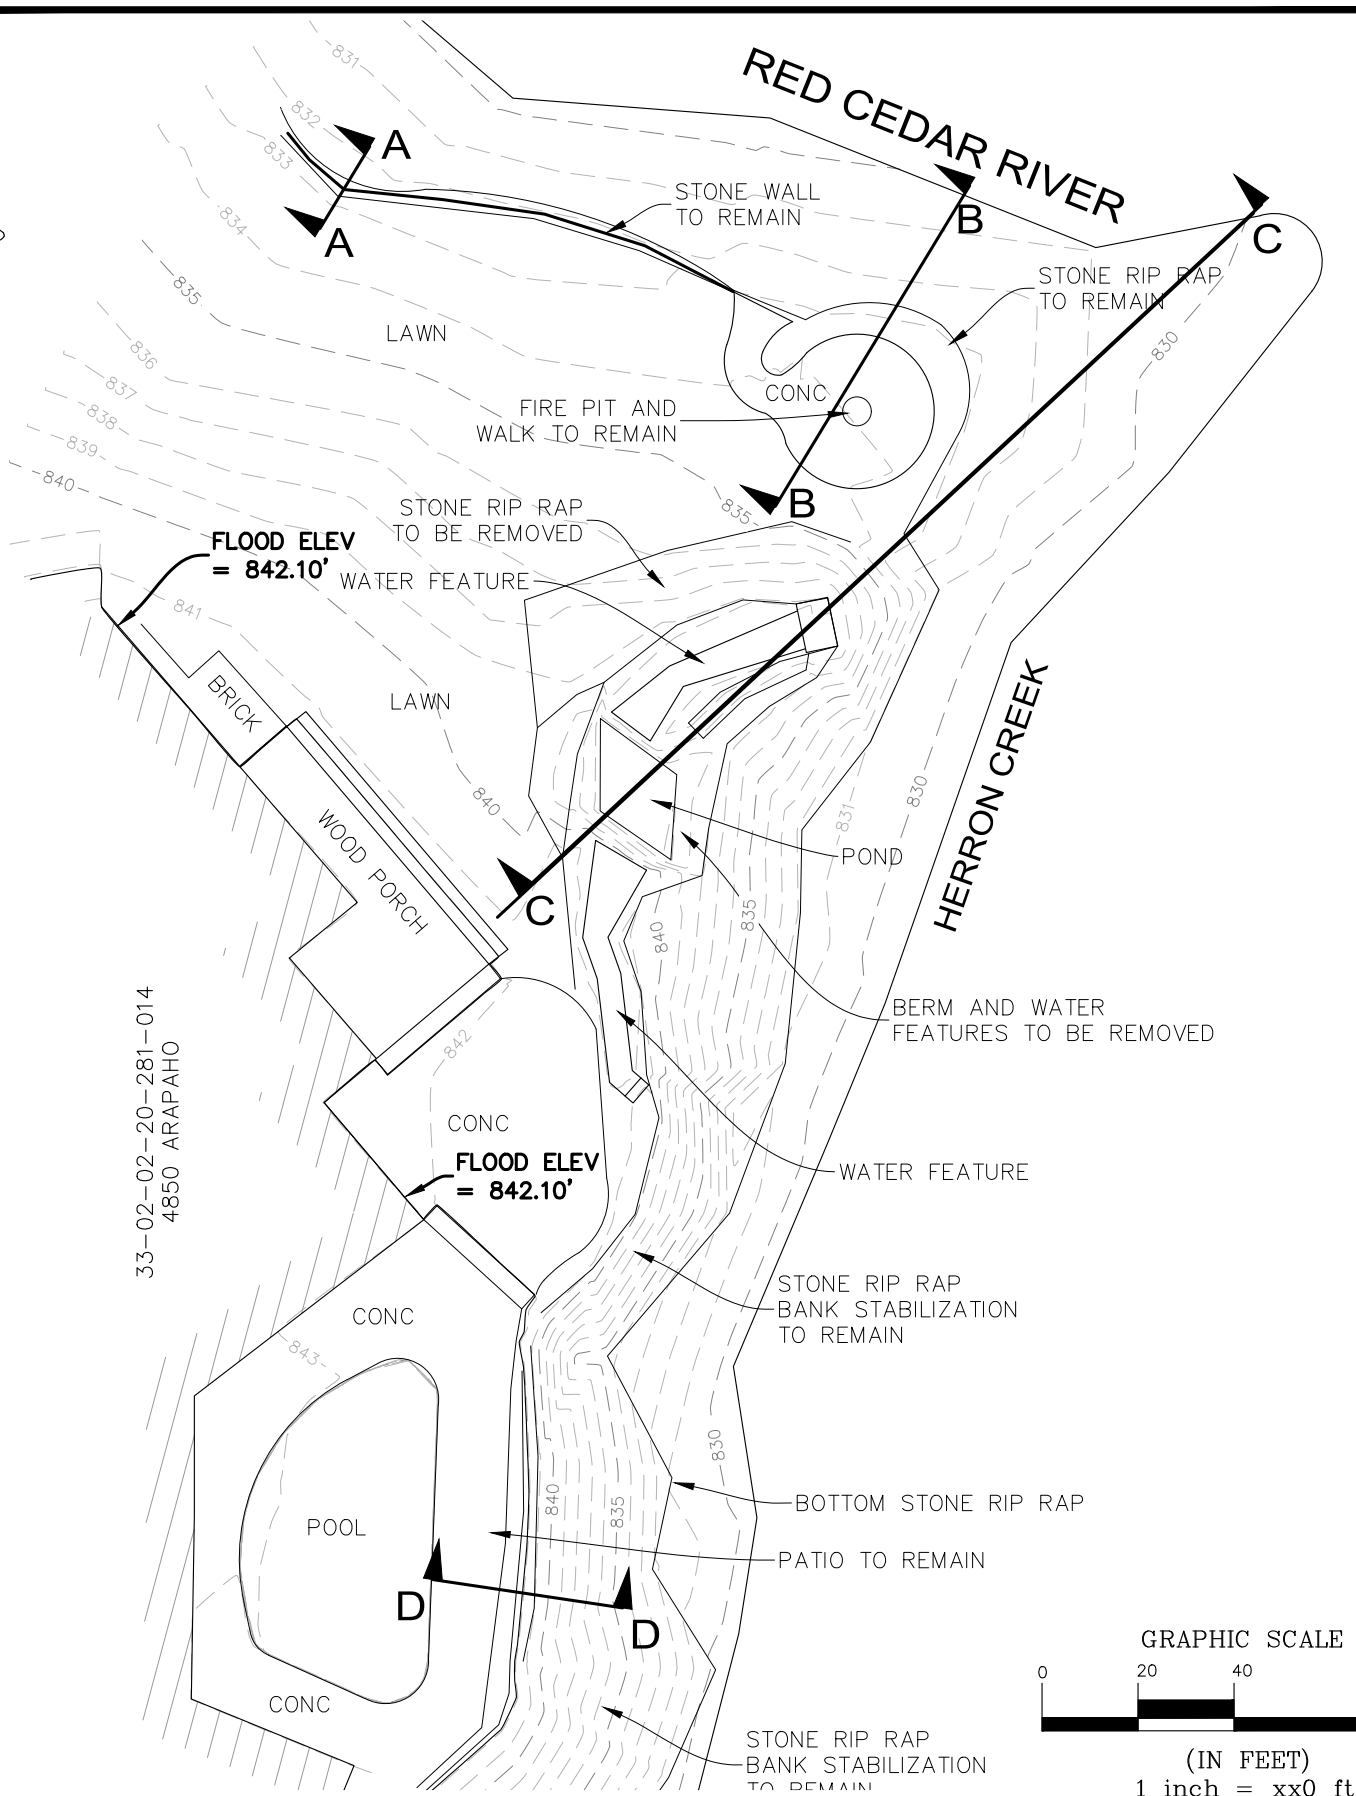 831
RED CEDAR RIVER
832
A
833
STONE WALL
TO REMAIN
B
834
A
C
835
STONE RIP RAP
TO REMAIN
LAWN
836
830
837
CONC
838
FIRE PIT AND
WALK TO REMAIN
839
840
STONE RIP RAP
TO BE REMOVED
835
B
FLOOD ELEV
= 842.10'
WATER FEATURE
841
BRICK
LAWN
HERRON CREEK
840
830
831
WOOD PORCH
POND
C
835
840
BERM AND WATER
FEATURES TO BE REMOVED
33-02-02-20-281-014
4850 ARAPAHO
842
CONC
FLOOD ELEV
= 842.10'
WATER FEATURE
STONE RIP RAP
BANK STABILIZATION
TO REMAIN
CONC
843
830
840
835
BOTTOM STONE RIP RAP
POOL
PATIO TO REMAIN
D
D
GRAPHIC SCALE
0 20 40
CONC
STONE RIP RAP
BANK STABILIZATION
TO REMAIN
(IN FEET)
1 inch = xx0 ft